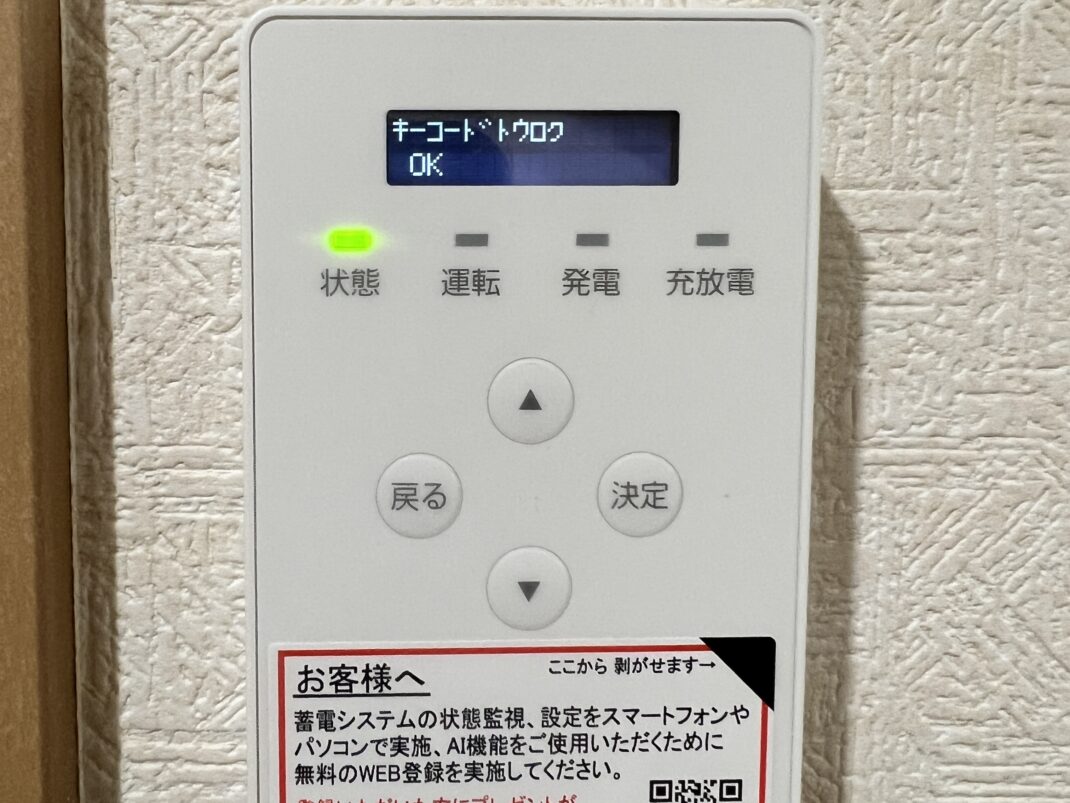 キーコードトウロク
OK
状態 運転 発電 充放電
▲
戻る 決定
▼
ここから 剥がせます→
お客様へ
蓄電システムの状態監視、設定をスマートフォンや
パソコンで実施、AI機能をご使用いただくために
無料のWEB登録を実施してください。